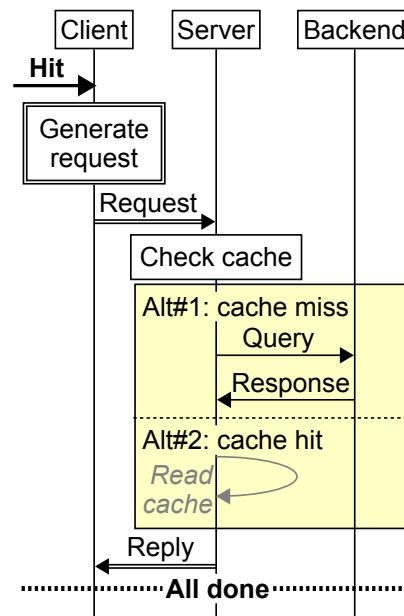 Client Server Backend
Hit
Generate
request
Request
Check cache
Alt#1: cache miss
Query
Response
Alt#2: cache hit
Read
cache
Reply
All done